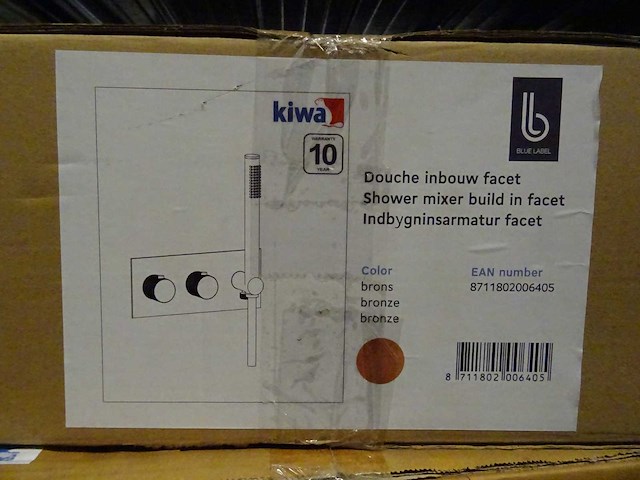 kiwa
WARRANTY
10
YEAR
BLUE LABEL
Douche inbouw facet
Shower mixer build in facet
Indbygninsarmatur facet
Color
brons
bronze
bronze
EAN number
8711802006405
8 711802 006405